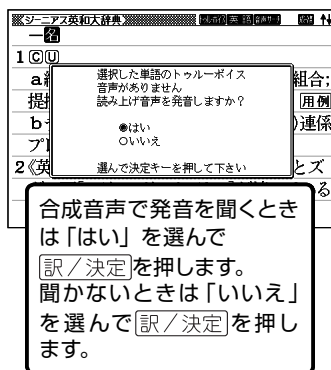 ジーニアス英和大辞典
英語
一名
1 C U
a 組合;
提 用例
b )連係
プ
2《英 とズ
る
選択した単語のトゥルーボイス
音声がありません
読み上げ音声を発音しますか?
◉はい
○いいえ
選んで決定キーを押して下さい
合成音声で発音を聞くとき
は「はい」を選んで
訳/決定を押します。
聞かないときは「いいえ」
を選んで訳/決定を押し
ます。